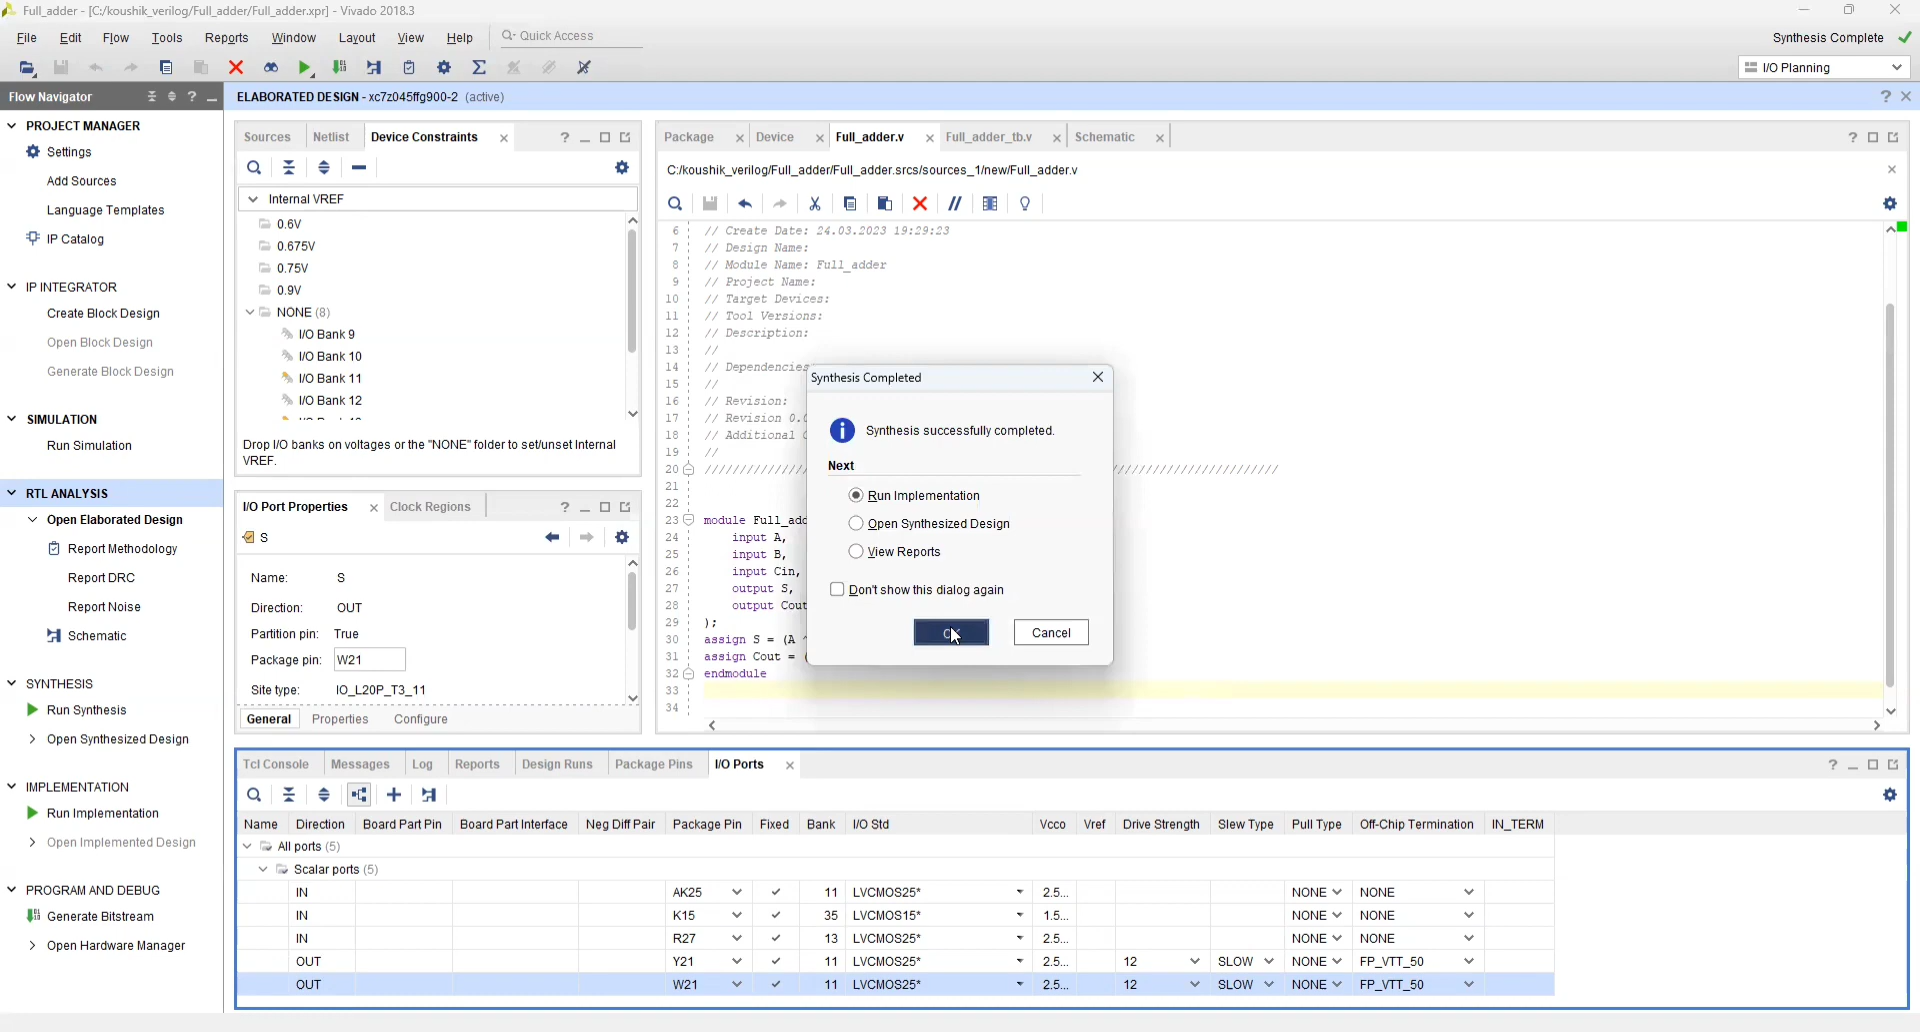 Full_adder - [C:/koushik_verilog/Full_adder/Full_adder.xpr] - Vivado 2018.3
File Edit Flow Tools Reports Window Layout View Help Quick Access
Synthesis Complete
I/O Planning
Flow Navigator
ELABORATED DESIGN - xc7z045ffg900-2 (active)
PROJECT MANAGER
Settings
Add Sources
Language Templates
IP Catalog
IP INTEGRATOR
Create Block Design
Open Block Design
Generate Block Design
SIMULATION
Run Simulation
RTL ANALYSIS
Open Elaborated Design
Report Methodology
Report DRC
Report Noise
Schematic
SYNTHESIS
Run Synthesis
Open Synthesized Design
IMPLEMENTATION
Run Implementation
Open Implemented Design
PROGRAM AND DEBUG
Generate Bitstream
Open Hardware Manager
Sources Netlist Device Constraints
Internal VREF
0.6V
0.675V
0.75V
0.9V
NONE (8)
I/O Bank 9
I/O Bank 10
I/O Bank 11
I/O Bank 12
Drop I/O banks on voltages or the "NONE" folder to set/unset Internal
VREF.
I/O Port Properties Clock Regions
S
Name: S
Direction: OUT
Partition pin: True
Package pin: W21
Site type: IO_L20P_T3_11
General Properties Configure
Package Device Full_adder.v Full_adder_tb.v Schematic
C:/koushik_verilog/Full_adder/Full_adder.srcs/sources_1/new/Full_adder.v
6 // Create Date: 24.03.2023 19:29:23
7 // Design Name:
8 // Module Name: Full_adder
9 // Project Name:
10 // Target Devices:
11 // Tool Versions:
12 // Description:
13 //
14 // Dependencies
15 //
16 // Revision:
17 // Revision 0.
18 // Additional
19 //
20 //////////////////////////////////////////////////////////////////////////////////
21
22
23 module Full_add
24 input A,
25 input B,
26 input Cin,
27 output S,
28 output Cout
29 );
30 assign S = (A ^
31 assign Cout = (
32 endmodule
33
34
Synthesis Completed
Synthesis successfully completed.
Next
Run Implementation
Open Synthesized Design
View Reports
Don't show this dialog again
Cancel
Tcl Console Messages Log Reports Design Runs Package Pins I/O Ports
Name Direction Board Part Pin Board Part Interface Neg Diff Pair Package Pin Fixed Bank I/O Std Vcco Vref Drive Strength Slew Type Pull Type Off-Chip Termination IN_TERM
All ports (5)
Scalar ports (5)
IN AK25 11 LVCMOS25* 2.5... NONE NONE
IN K15 35 LVCMOS15* 1.5... NONE NONE
IN R27 13 LVCMOS25* 2.5... NONE NONE
OUT Y21 11 LVCMOS25* 2.5... 12 SLOW NONE FP_VTT_50
OUT W21 11 LVCMOS25* 2.5... 12 SLOW NONE FP_VTT_50